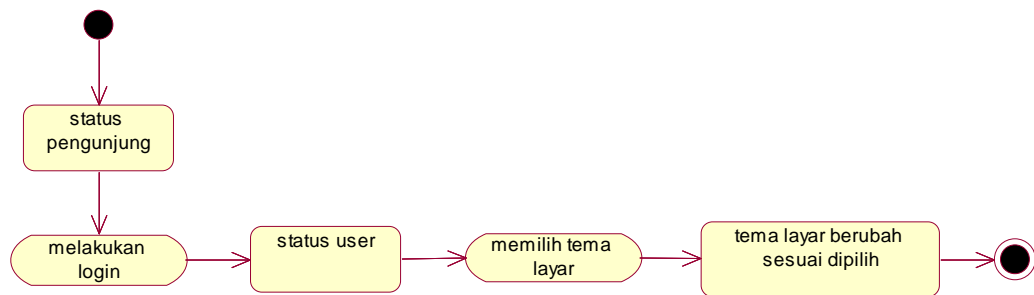 status
pengunjung
melakukan
login
status user
memilih tema
layar
tema layar berubah
sesuai dipilih